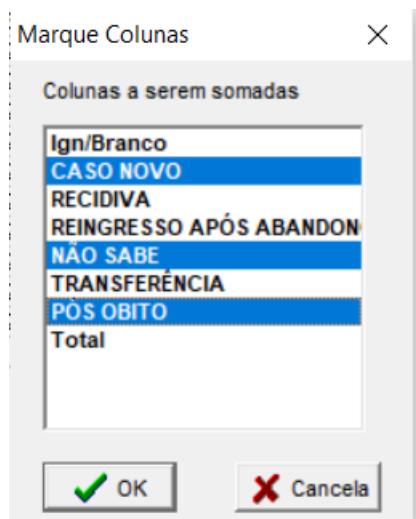 Marque Colunas
Colunas a serem somadas
Ign/Branco
CASO NOVO
RECIDIVA
REINGRESSO APÓS ABANDON
NÃO SABE
TRANSFERÊNCIA
PÓS OBITO
Total
OK
Cancela